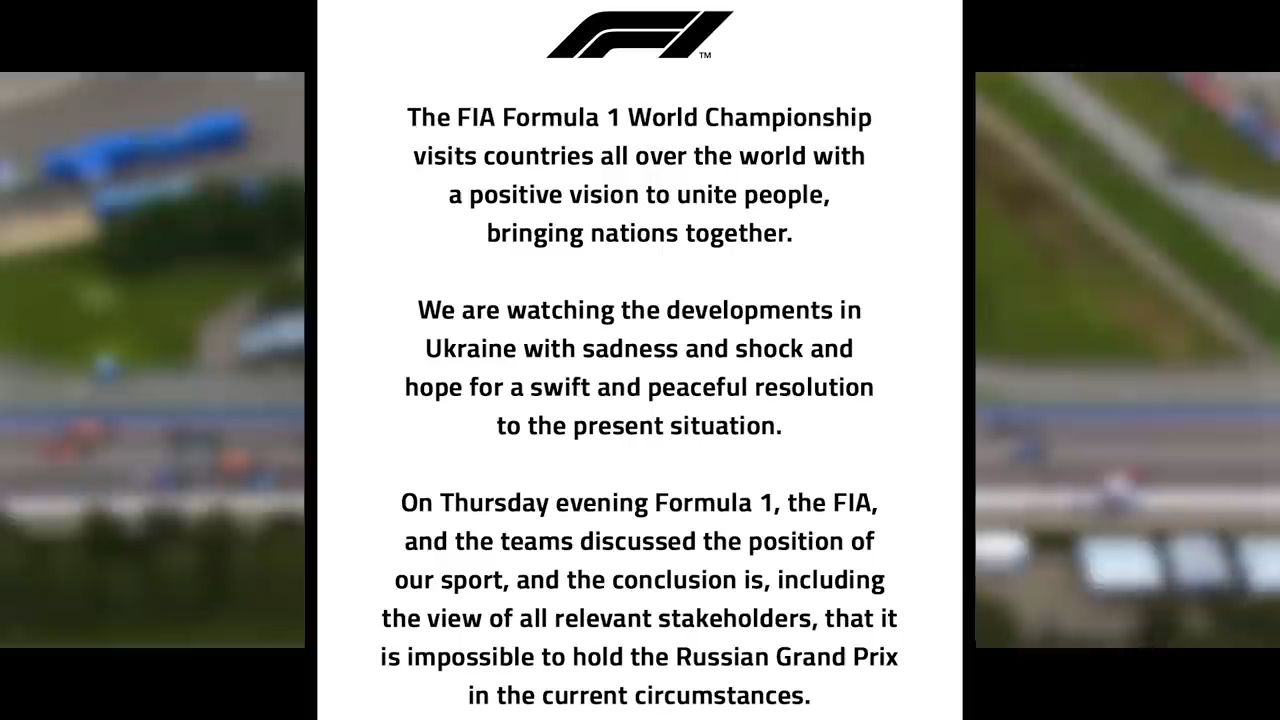 F1™
The FIA Formula 1 World Championship
visits countries all over the world with
a positive vision to unite people,
bringing nations together.
We are watching the developments in
Ukraine with sadness and shock and
hope for a swift and peaceful resolution
to the present situation.
On Thursday evening Formula 1, the FIA,
and the teams discussed the position of
our sport, and the conclusion is, including
the view of all relevant stakeholders, that it
is impossible to hold the Russian Grand Prix
in the current circumstances.